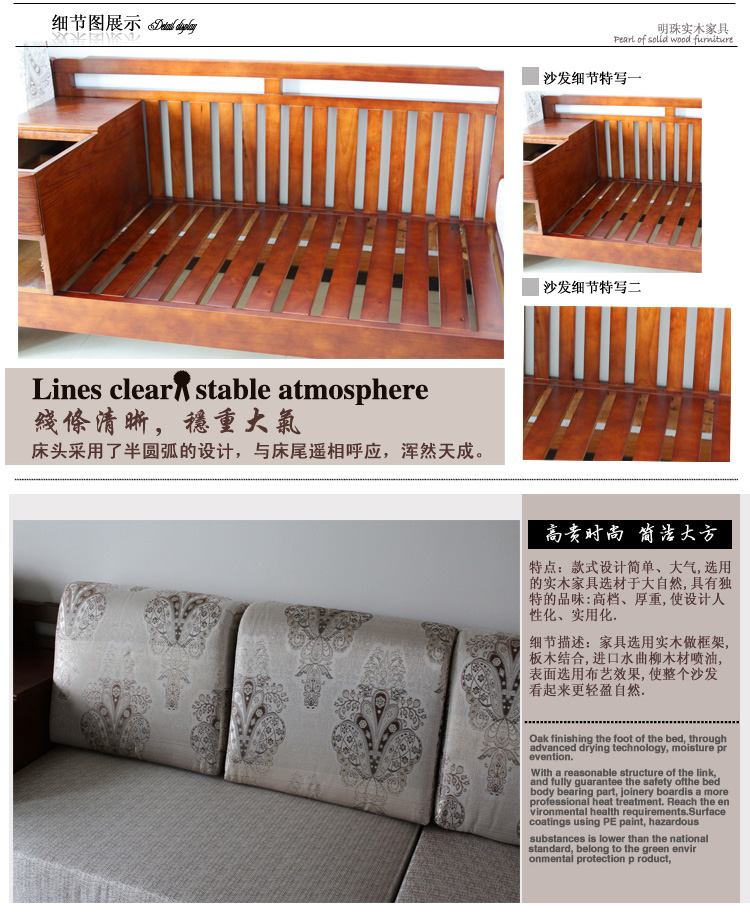 细节图展示 Detail display
明珠实木家具
Pearl of solid wood furniture
沙发细节特写一
沙发细节特写二
Lines clear stable atmosphere
綫條清晰，穩重大氣
床头采用了半圆弧的设计，与床尾遥相呼应，浑然天成。
高贵时尚 简洁大方
特点：款式设计简单、大气,选用
的实木家具选材于大自然,具有独
特的品味:高档、厚重,使设计人
性化、实用化.
细节描述：家具选用实木做框架,
板木结合,进口水曲柳木材喷油,
表面选用布艺效果,使整个沙发
看起来更轻盈自然.
Oak finishing the foot of the bed, through
advanced drying technology, moisture pr
evention.
With a reasonable structure of the link,
and fully guarantee the safety ofthe bed
body bearing part, joinery boardis a more
professional heat treatment. Reach the en
vironmental health requirements.Surface
coatings using PE paint, hazardous
substances is lower than the national
standard, belong to the green envir
onmental protection p roduct,